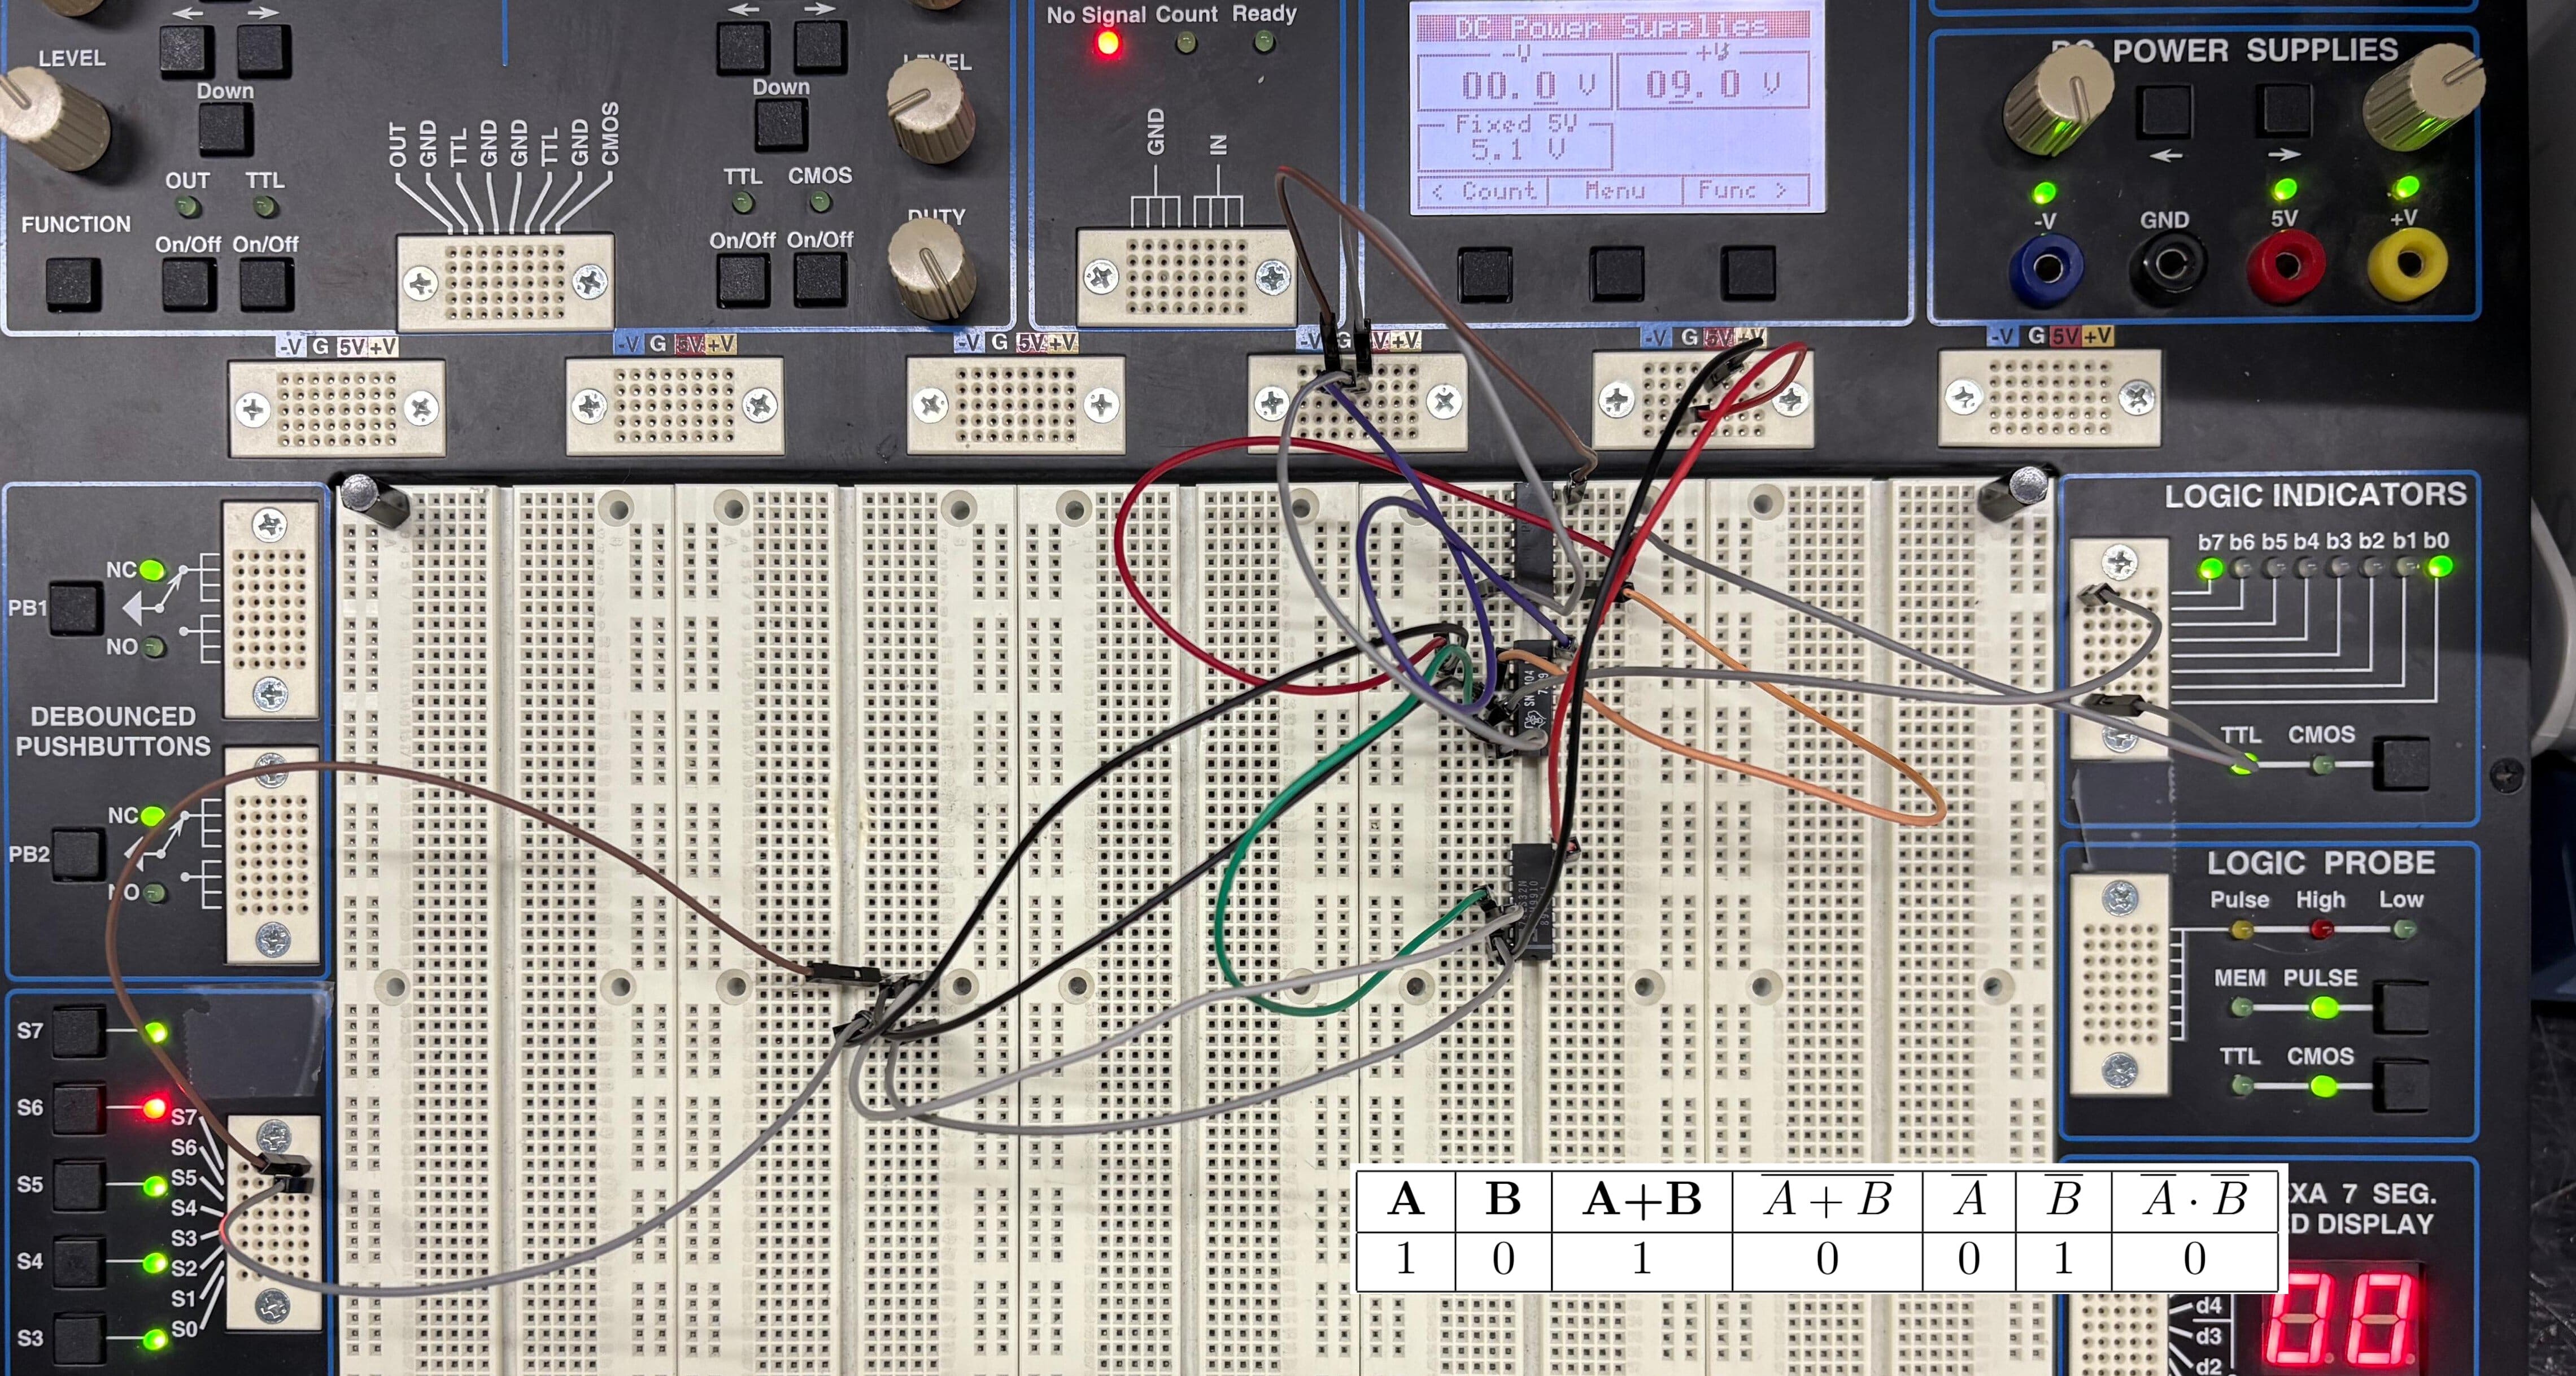 No Signal Count Ready
LEVEL
Down
Down
LEVEL
OUT GND TTL GND GND TTL GND CMOS
GND IN
OUT TTL
TTL CMOS
FUNCTION
On/Off On/Off
On/Off On/Off
DUTY
DC Power Supplies
-V
00.0 V
09.0 V
Fixed 5V
5.1 V
< Count Menu Func >
POWER SUPPLIES
-V GND 5V +V
-V G 5V +V
-V G 5V +V
-V G 5V +V
-V G V +V
-V G 5V +V
-V G 5V +V
NC
PB1
NO
DEBOUNCED
PUSHBUTTONS
NC
PB2
NO
S7
S6
S5
S4
S3
S7
S6
S5
S4
S3
S2
S1
S0
LOGIC INDICATORS
b7 b6 b5 b4 b3 b2 b1 b0
TTL CMOS
LOGIC PROBE
Pulse High Low
MEM PULSE
TTL CMOS
XA 7 SEG.
D DISPLAY
00
d4
d3
d2
A B A+B \overline{A + B} \overline{A} \overline{B} \overline{A} · \overline{B}
1 0 1 0 0 1 0